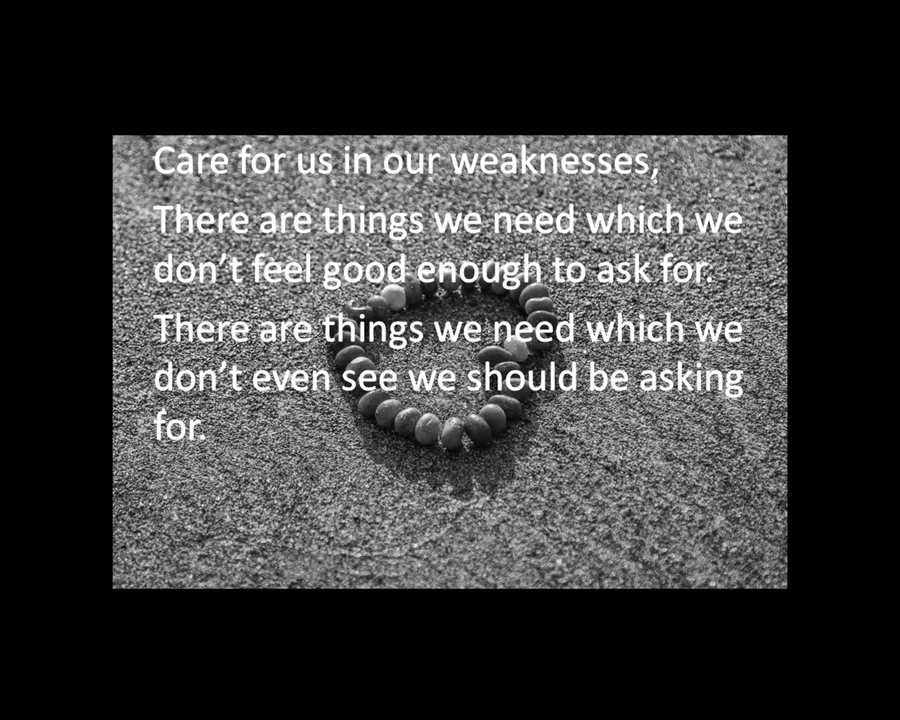 Care for us in our weaknesses,
There are things we need which we
don’t feel good enough to ask for.
There are things we need which we
don’t even see we should be asking
for.